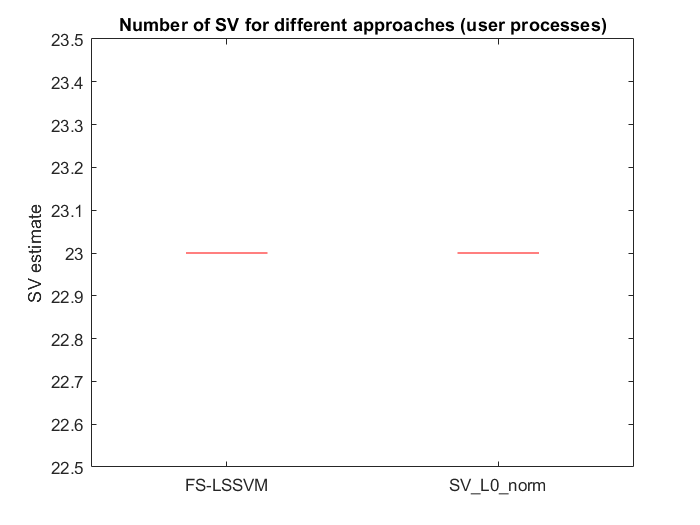 Number of SV for different approaches (user processes)
SV estimate
23.5
23.4
23.3
23.2
23.1
23
22.9
22.8
22.7
22.6
22.5
FS-LSSVM
SV_L0_norm